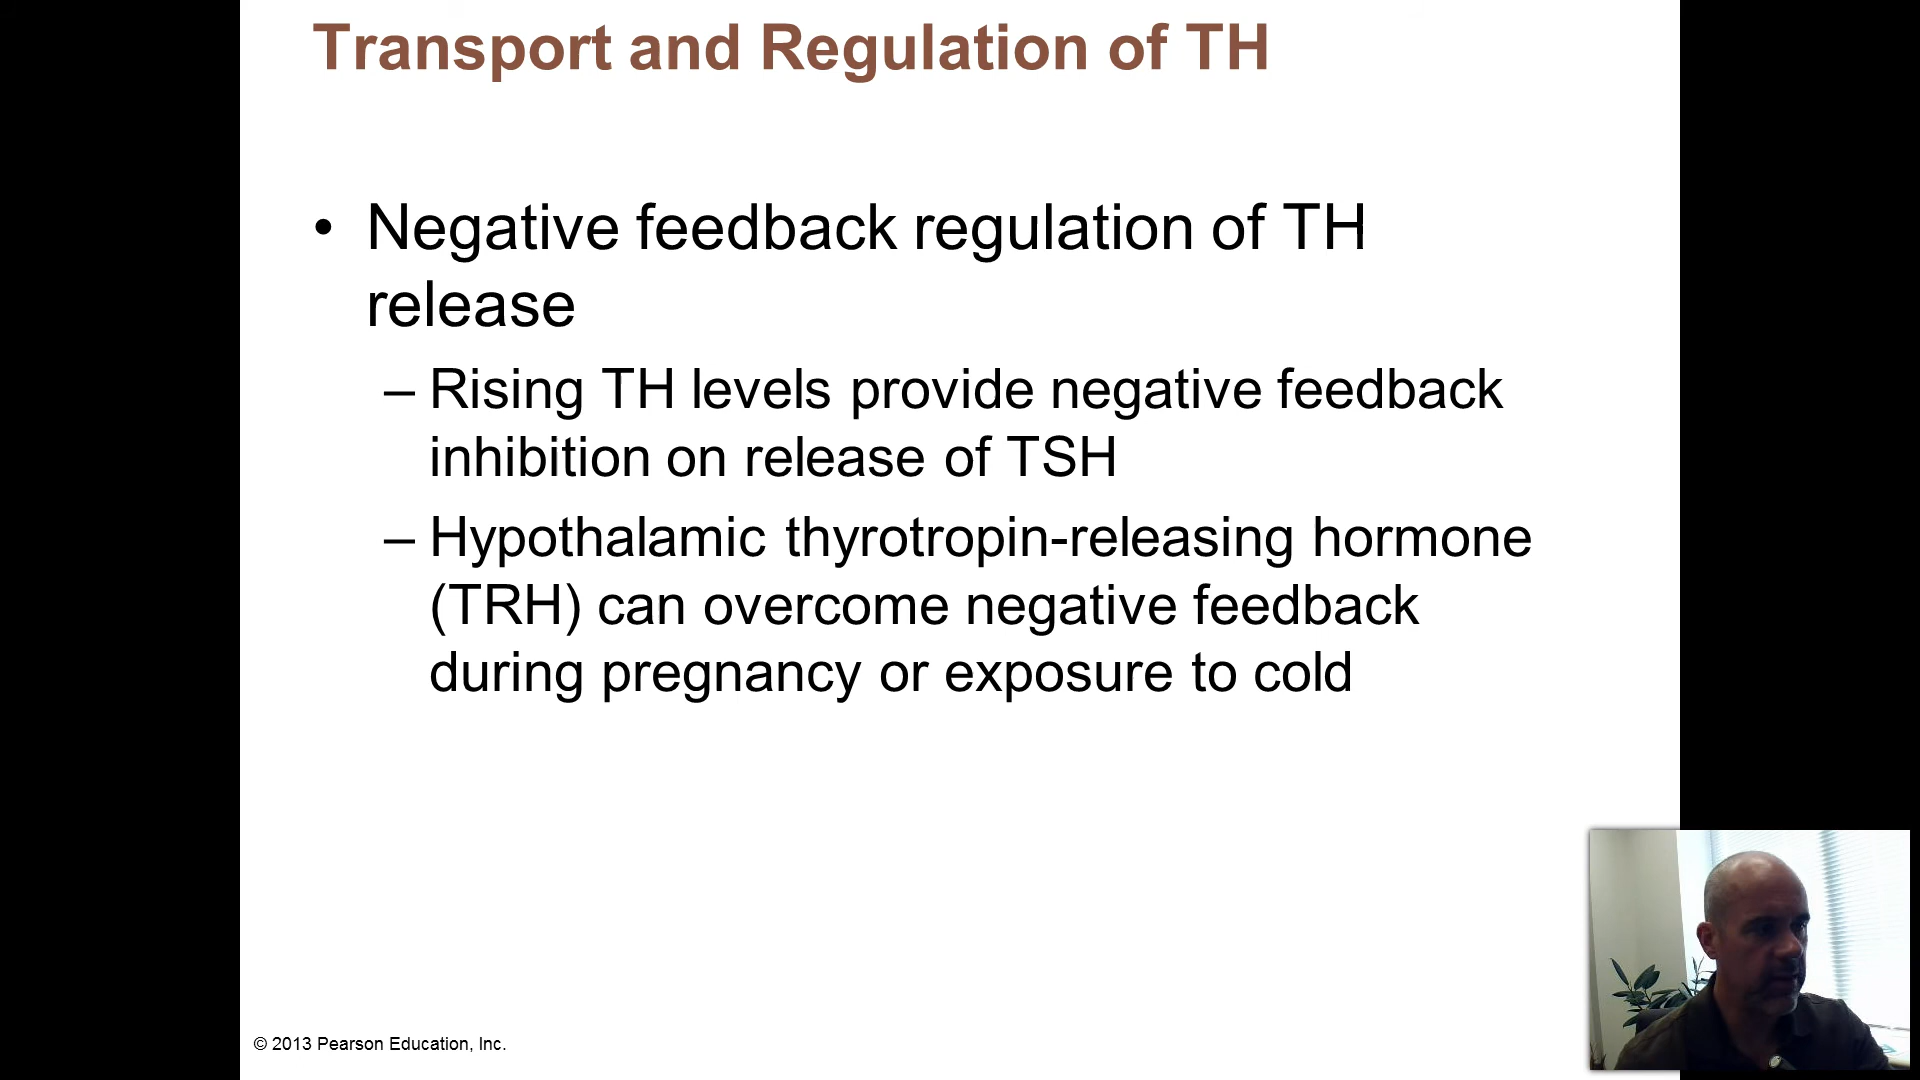 Transport and Regulation of TH
• Negative feedback regulation of TH
release
– Rising TH levels provide negative feedback
inhibition on release of TSH
– Hypothalamic thyrotropin-releasing hormone
(TRH) can overcome negative feedback
during pregnancy or exposure to cold
© 2013 Pearson Education, Inc.